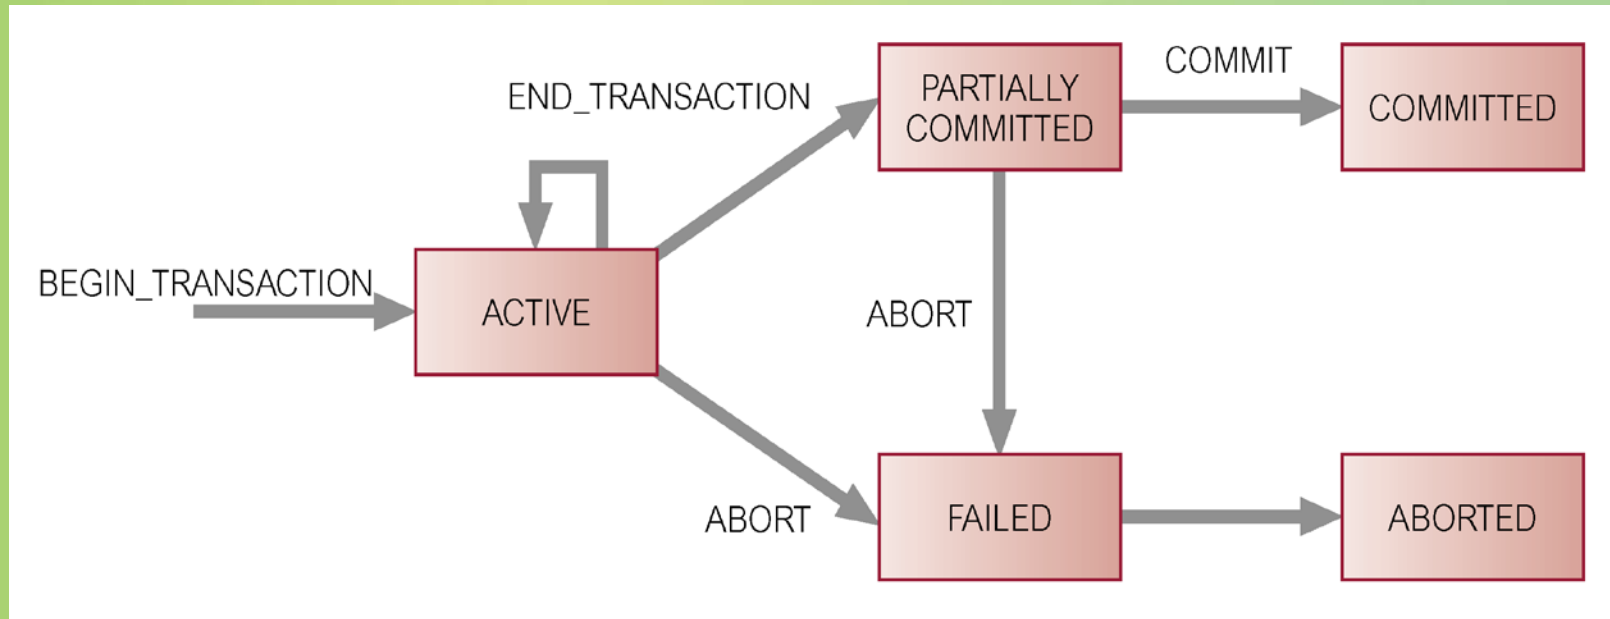 COMMIT
PARTIALLY
COMMITTED
COMMITTED
END_TRANSACTION
BEGIN_TRANSACTION
ACTIVE
ABORT
ABORT
FAILED
ABORTED